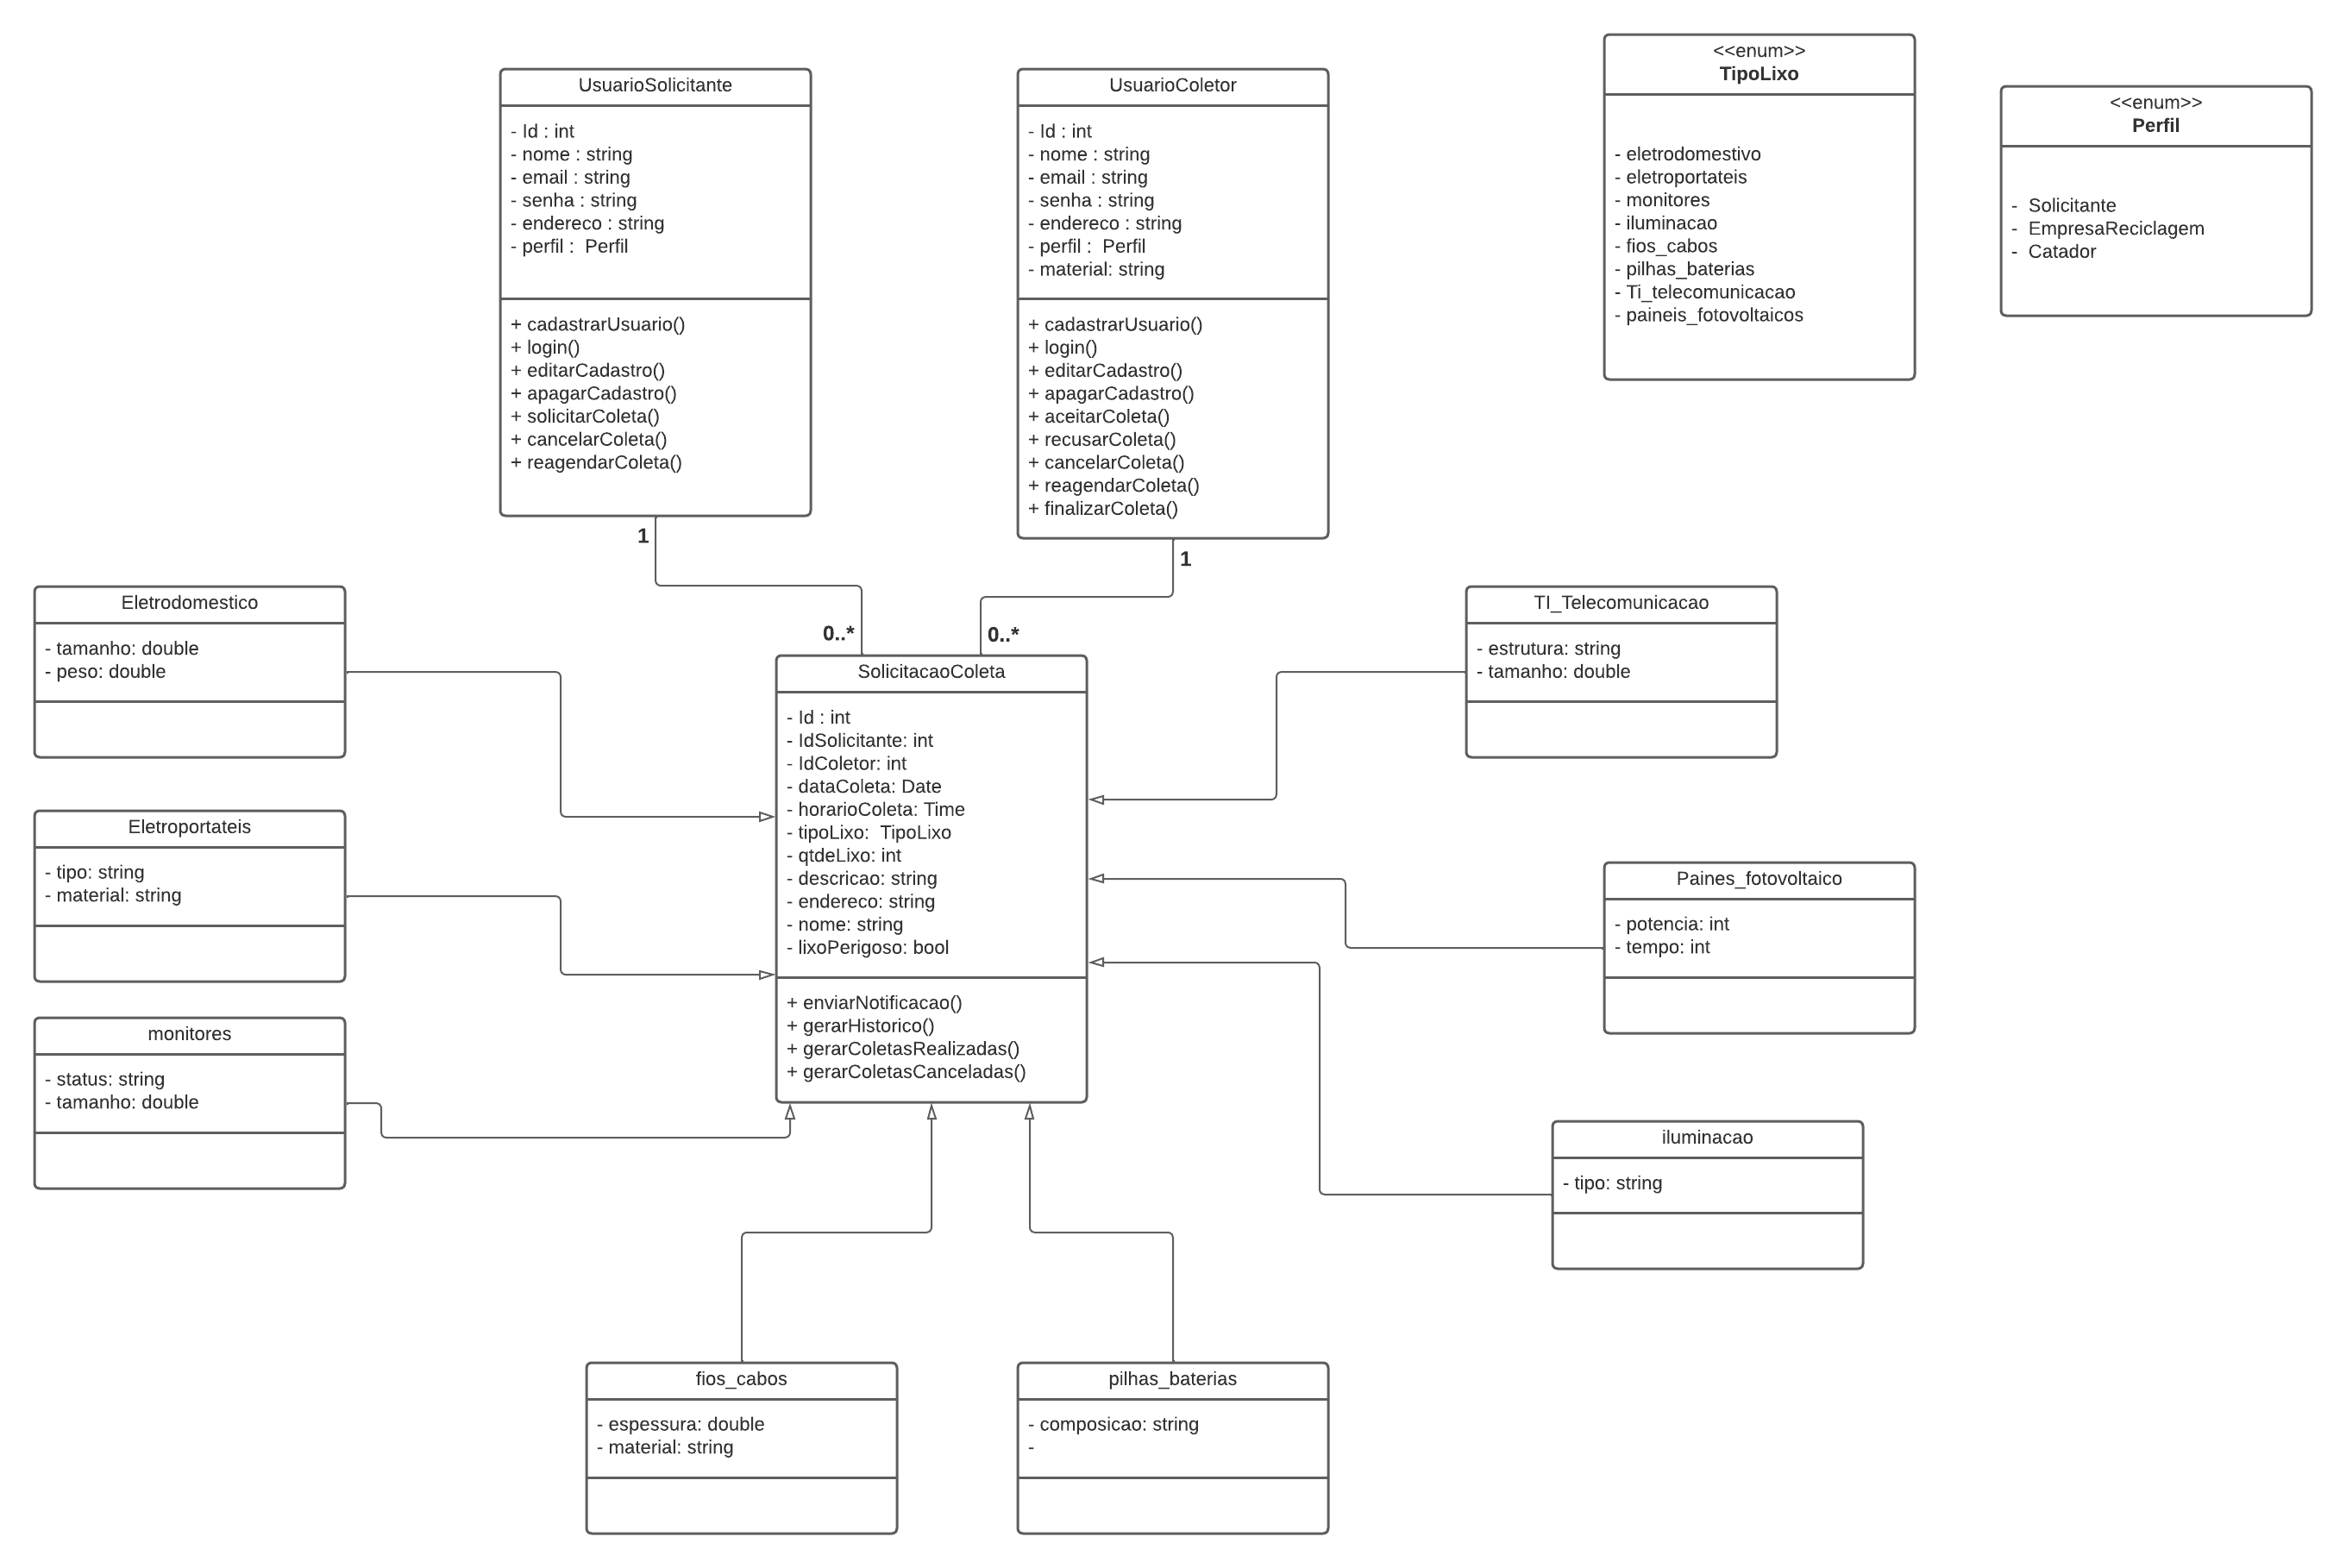 UsuarioSolicitante
- Id : int
- nome : string
- email : string
- senha : string
- endereco : string
- perfil :  Perfil
+ cadastrarUsuario()
+ login()
+ editarCadastro()
+ apagarCadastro()
+ solicitarColeta()
+ cancelarColeta()
+ reagendarColeta()
UsuarioColetor
- Id : int
- nome : string
- email : string
- senha : string
- endereco : string
- perfil :  Perfil
- material: string
+ cadastrarUsuario()
+ login()
+ editarCadastro()
+ apagarCadastro()
+ aceitarColeta()
+ recusarColeta()
+ cancelarColeta()
+ reagendarColeta()
+ finalizarColeta()
<<enum>>
TipoLixo
- eletrodomestivo
- eletroportateis
- monitores
- iluminacao
- fios_cabos
- pilhas_baterias
- Ti_telecomunicacao
- paineis_fotovoltaicos
<<enum>>
Perfil
-  Solicitante
-  EmpresaReciclagem
-  Catador
1
1
0..*
0..*
Eletrodomestico
- tamanho: double
- peso: double
Eletroportateis
- tipo: string
- material: string
monitores
- status: string
- tamanho: double
SolicitacaoColeta
- Id : int
- IdSolicitante: int
- IdColetor: int
- dataColeta: Date
- horarioColeta: Time
- tipoLixo:  TipoLixo
- qtdeLixo: int
- descricao: string
- endereco: string
- nome: string
- lixoPerigoso: bool
+ enviarNotificacao()
+ gerarHistorico()
+ gerarColetasRealizadas()
+ gerarColetasCanceladas()
TI_Telecomunicacao
- estrutura: string
- tamanho: double
Paines_fotovoltaico
- potencia: int
- tempo: int
iluminacao
- tipo: string
fios_cabos
- espessura: double
- material: string
pilhas_baterias
- composicao: string
-